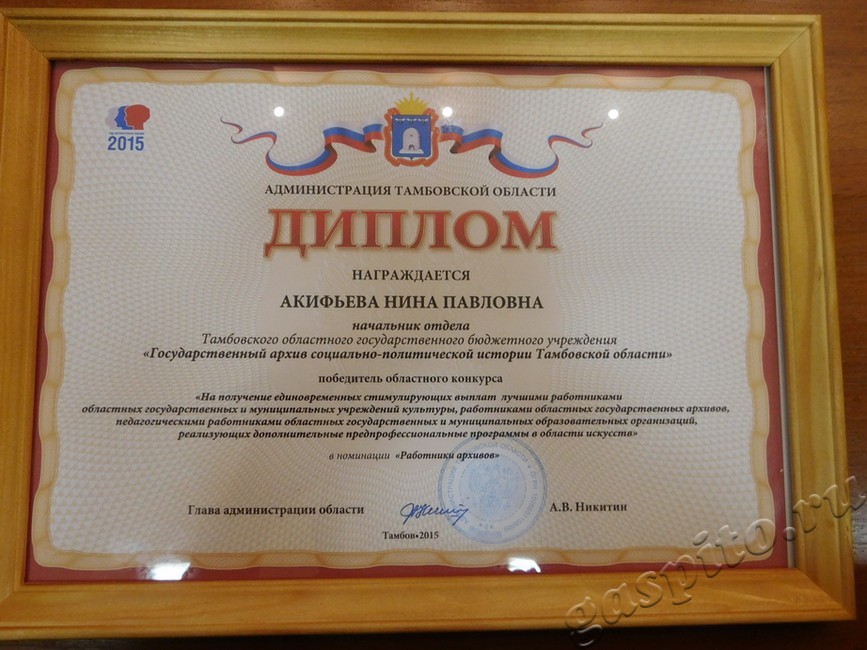 2015
АДМИНИСТРАЦИЯ ТАМБОВСКОЙ ОБЛАСТИ
ДИПЛОМ
НАГРАЖДАЕТСЯ
АКИФЬЕВА НИНА ПАВЛОВНА
начальник отдела
Тамбовского областного государственного бюджетного учреждения
«Государственный архив социально-политической истории Тамбовской области»
победитель областного конкурса
«На получение единовременных стимулирующих выплат лучшими работниками
областных государственных и муниципальных учреждений культуры, работниками областных государственных архивов,
педагогическими работниками областных государственных и муниципальных образовательных организаций,
реализующих дополнительные предпрофессиональные программы в области искусств»
в номинации «Работники архивов»
Глава администрации области
А.В. Никитин
Тамбов•2015
gaspito.ru